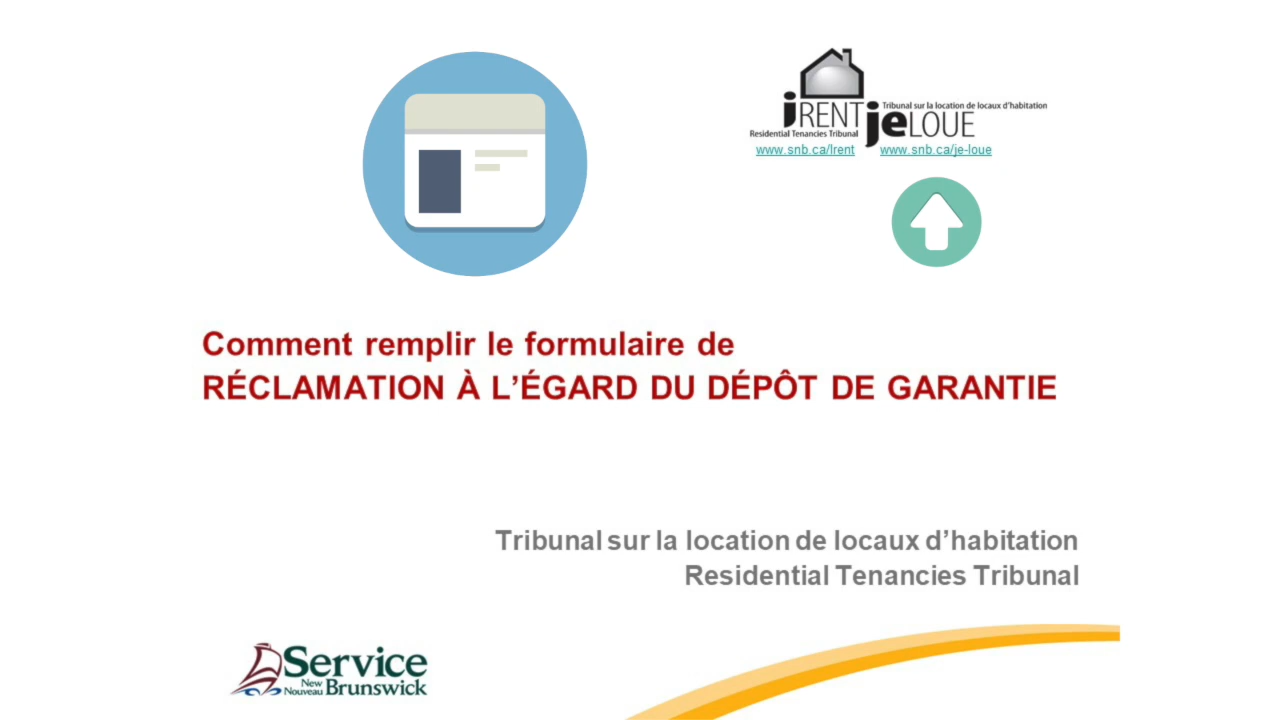 iRENT
Residential Tenancies Tribunal
www.snb.ca/Irent
Tribunal sur la location de locaux d'habitation
jeLOUE
www.snb.ca/je-loue
Comment remplir le formulaire de
RÉCLAMATION À L’ÉGARD DU DÉPÔT DE GARANTIE
Tribunal sur la location de locaux d’habitation
Residential Tenancies Tribunal
Service
New
Nouveau Brunswick